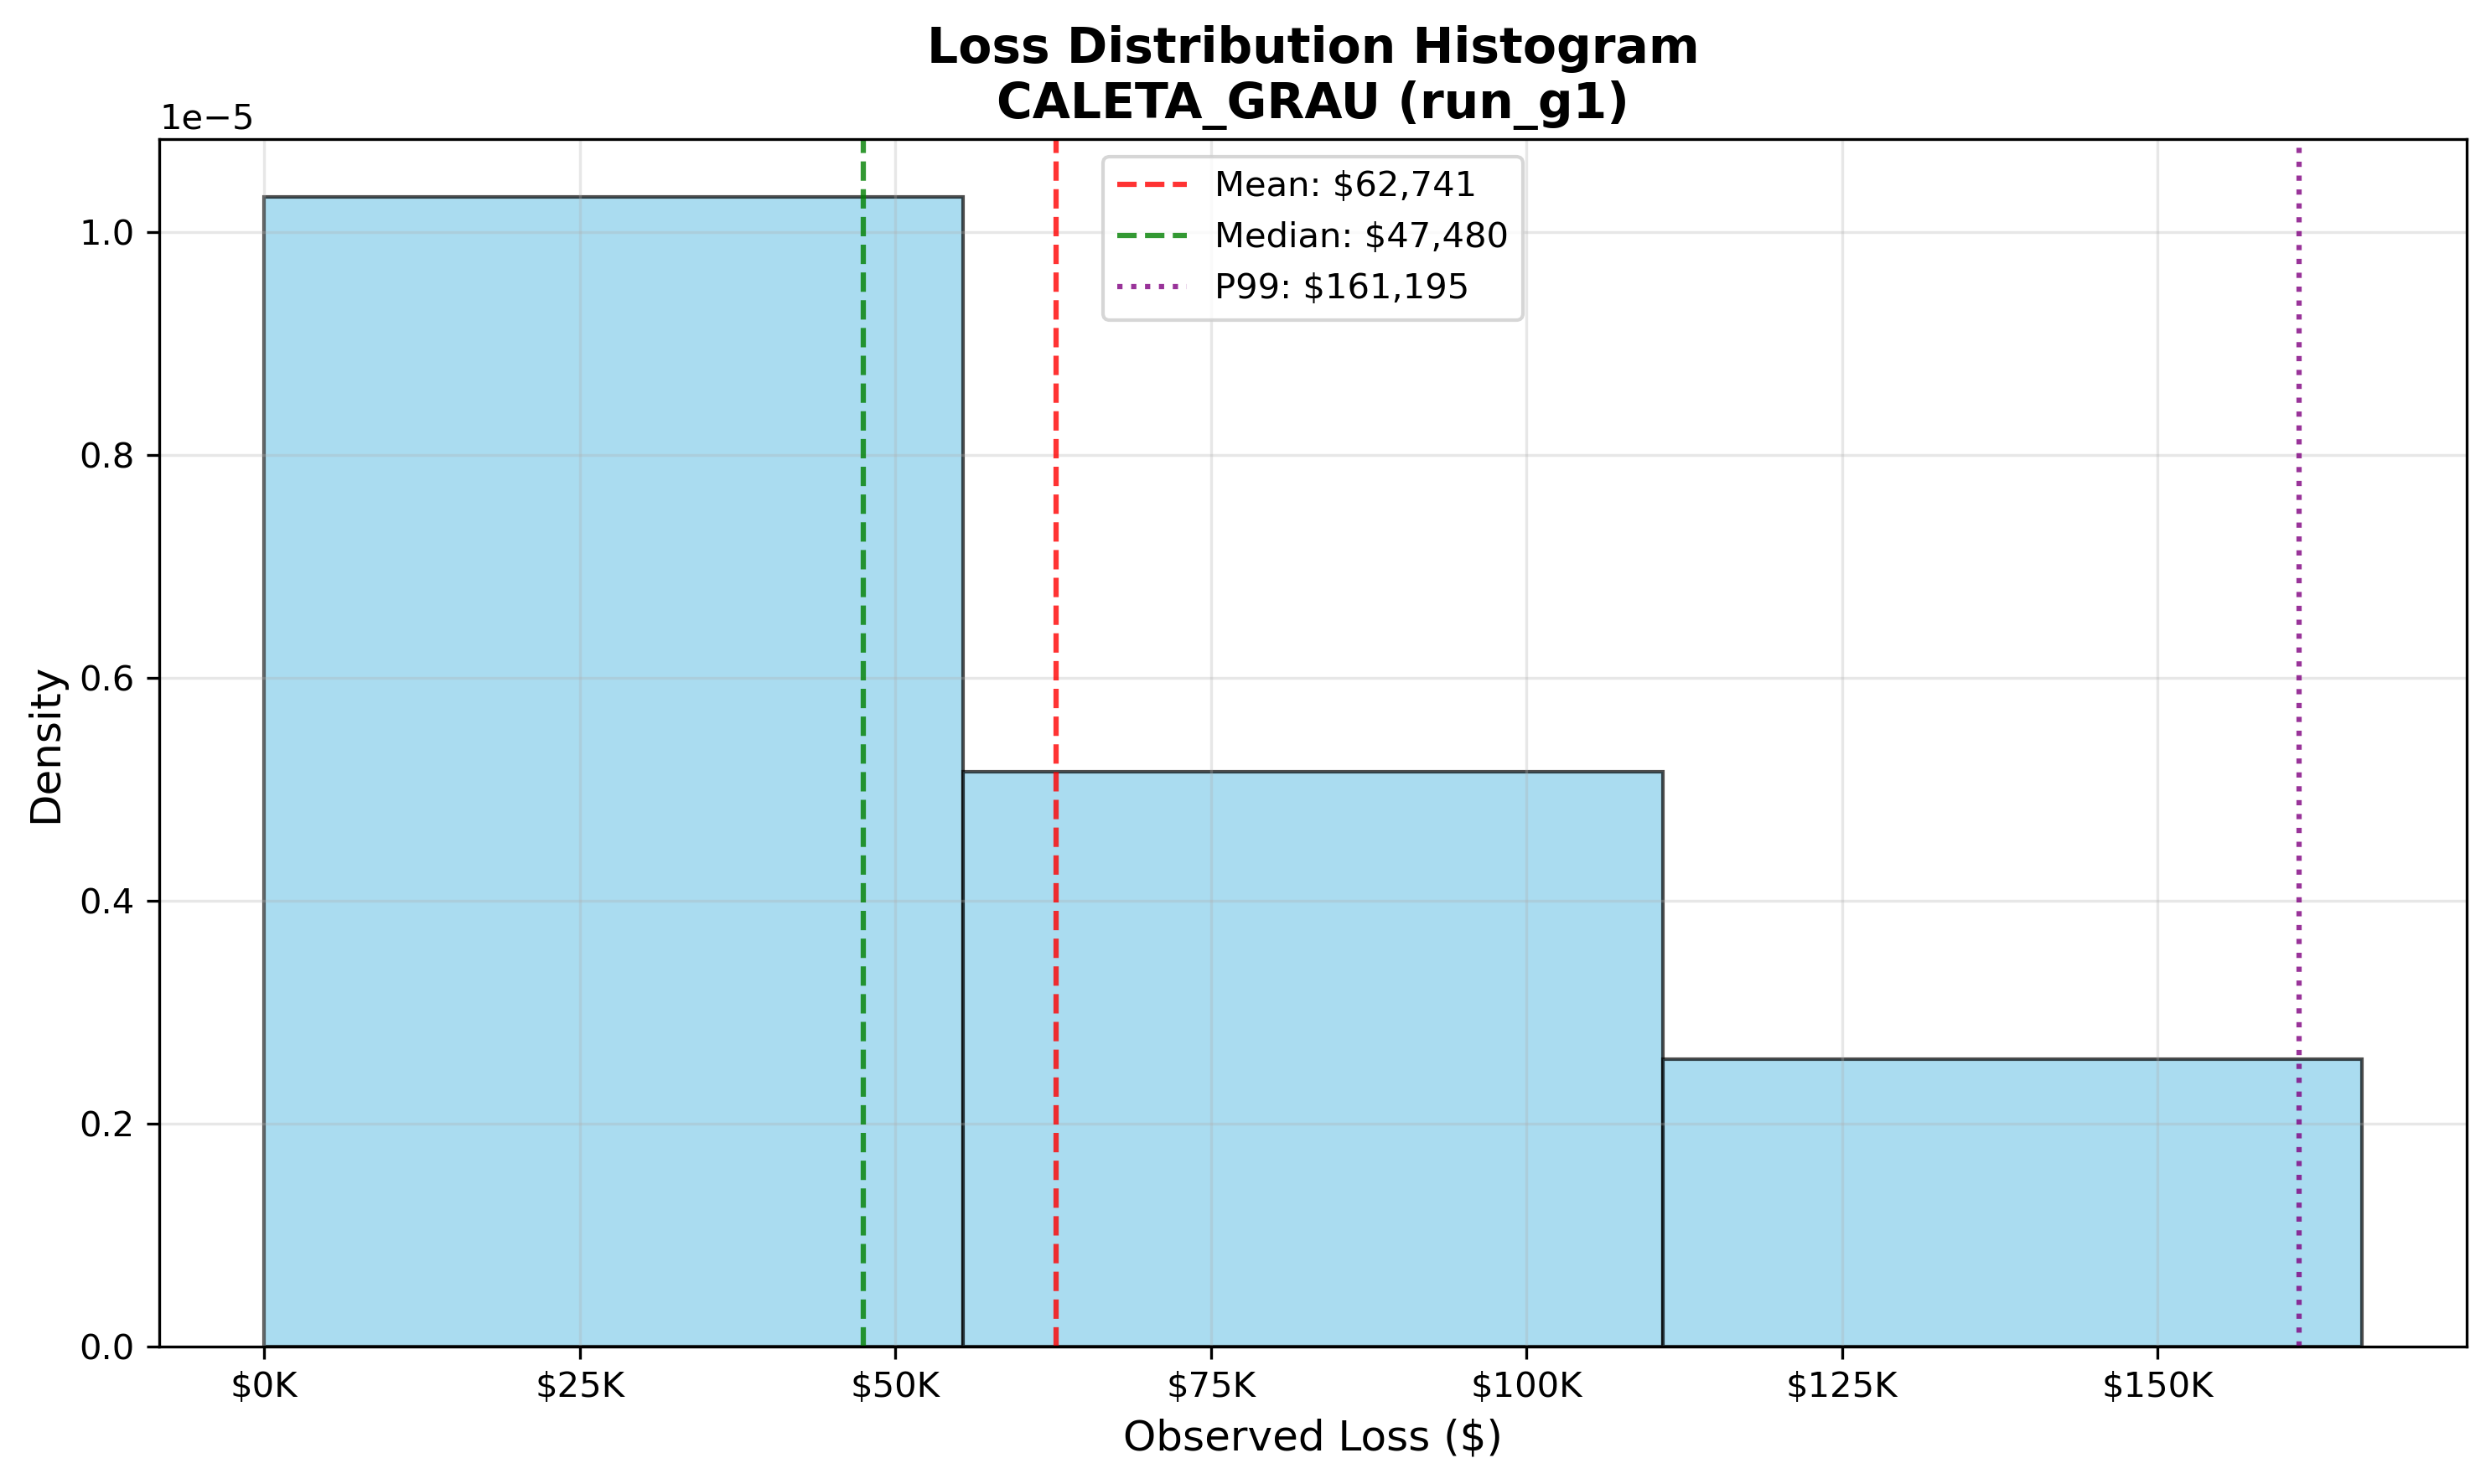 Loss Distribution Histogram
CALETA_GRAU (run_g1)
1e−5
Mean: $62,741
Median: $47,480
P99: $161,195
1.0
0.8
0.6
0.4
0.2
0.0
Density
$0K $25K $50K $75K $100K $125K $150K
Observed Loss ($)